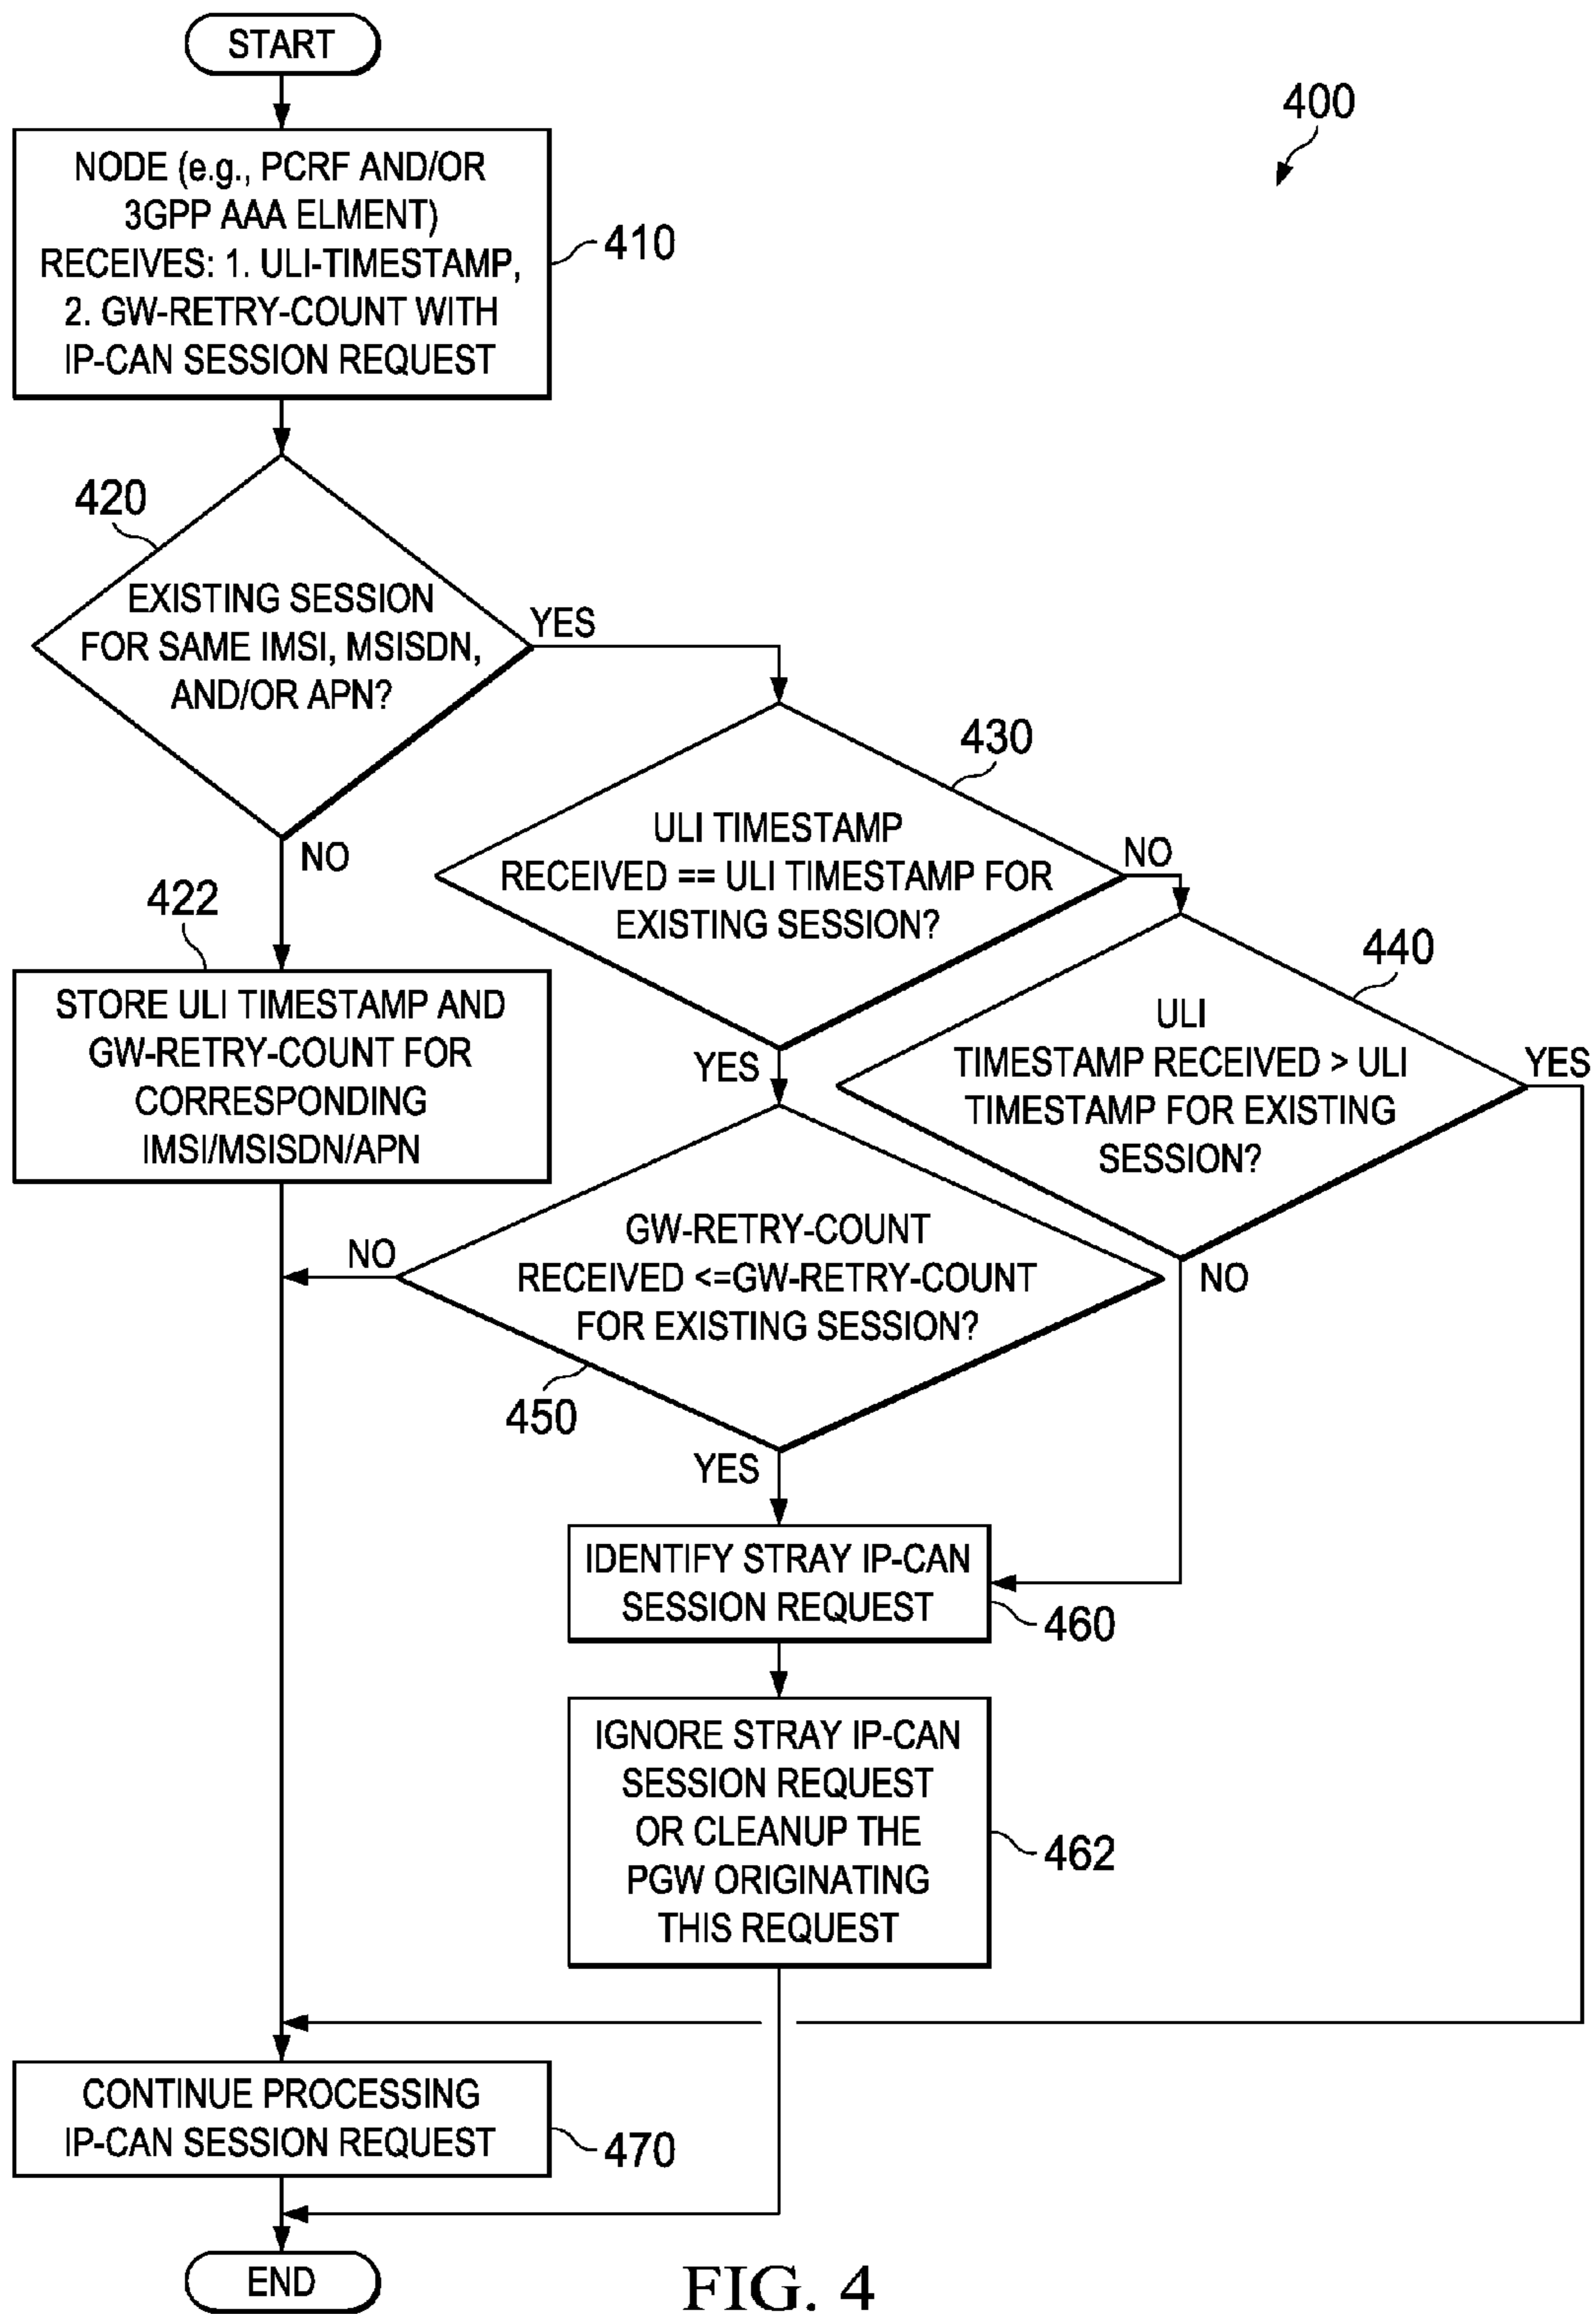 START
400
NODE (e.g., PCRF AND/OR
3GPP AAA ELMENT)
RECEIVES: 1. ULI-TIMESTAMP,
2. GW-RETRY-COUNT WITH
IP-CAN SESSION REQUEST
410
420
EXISTING SESSION
FOR SAME IMSI, MSISDN,
AND/OR APN?
YES
NO
430
ULI TIMESTAMP
RECEIVED == ULI TIMESTAMP FOR
EXISTING SESSION?
NO
YES
422
STORE ULI TIMESTAMP AND
GW-RETRY-COUNT FOR
CORRESPONDING
IMSI/MSISDN/APN
440
ULI
TIMESTAMP RECEIVED > ULI
TIMESTAMP FOR EXISTING
SESSION?
YES
NO
GW-RETRY-COUNT
RECEIVED <=GW-RETRY-COUNT
FOR EXISTING SESSION?
NO
450
YES
IDENTIFY STRAY IP-CAN
SESSION REQUEST
460
IGNORE STRAY IP-CAN
SESSION REQUEST
OR CLEANUP THE
PGW ORIGINATING
THIS REQUEST
462
CONTINUE PROCESSING
IP-CAN SESSION REQUEST
470
END
FIG. 4